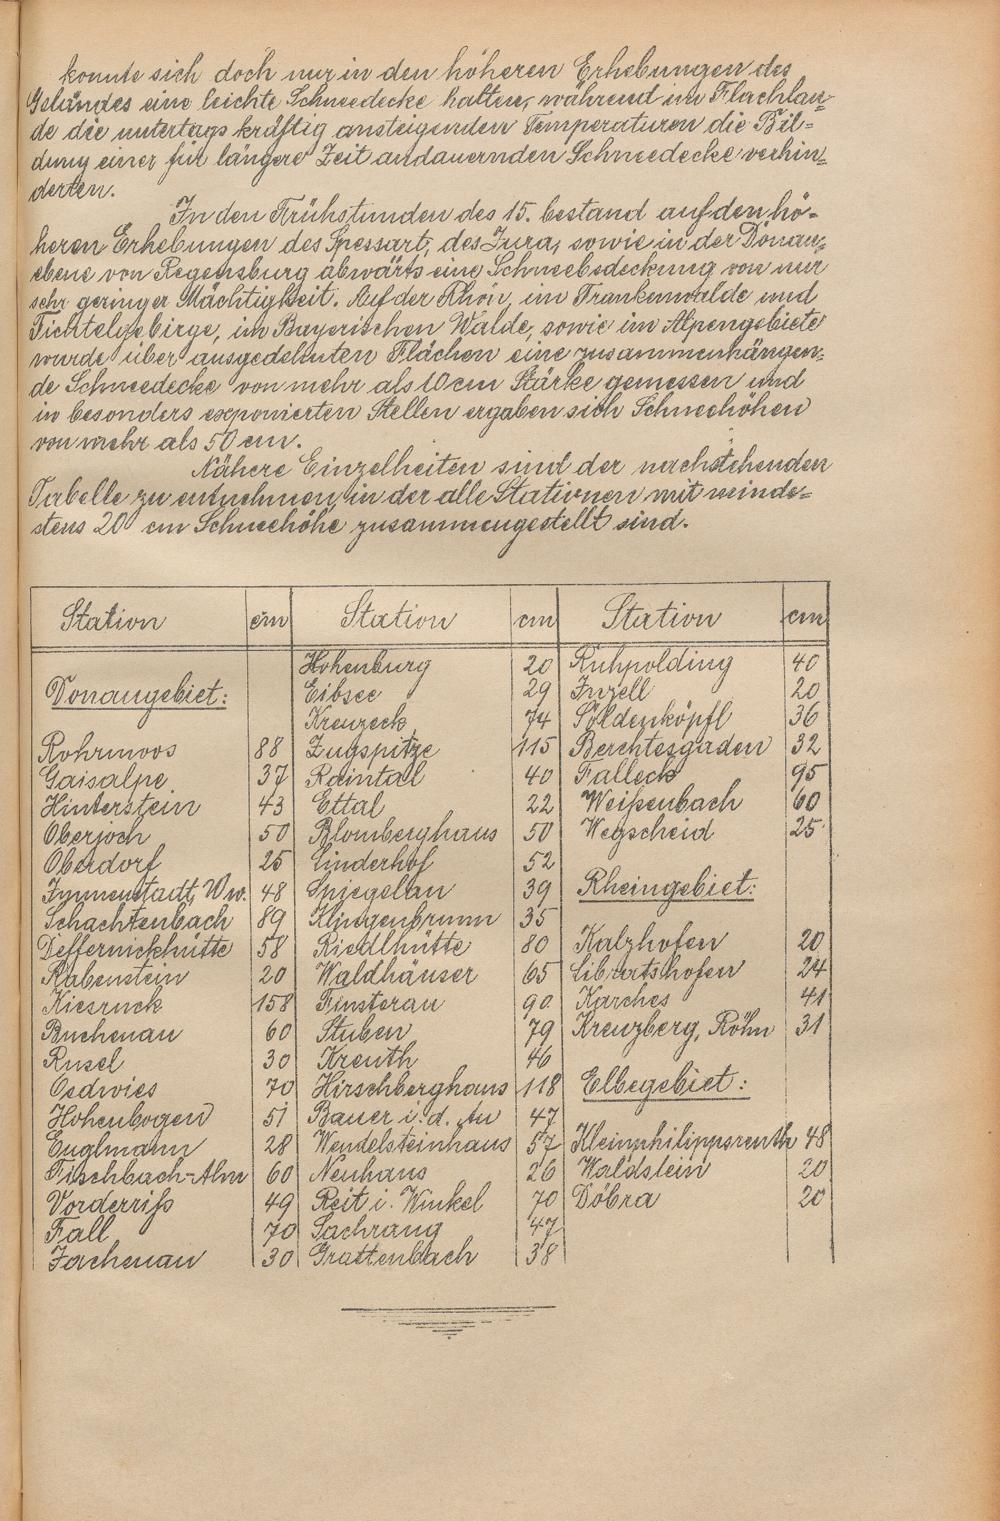 konnte sich doch nur in den höheren Erhebungen des
Geländes eine leichte Schneedecke halten, während im Flachlan-
de die untertags kräftig ansteigenden Temperaturen die Bil-
dung einer für längere Zeit andauernden Schneedecke verhin-
derten.
In den Frühstunden des 15. bestand auf den hö-
heren Erhebungen des Spessart, des Jura, sowie in der Donau-
ebene von Regensburg abwärts eine Schneebedeckung von nur
sehr geringer Mächtigkeit. Auf der Rhön, im Frankenwalde und
Fichtelgebirge, im Bayerischen Walde, sowie im Alpengebiete
wurde über ausgedehnten Flächen eine zusammenhängen-
de Schneedecke von mehr als 10 cm Stärke gemessen und
in besonders exponierten Stellen ergaben sich Schneehöhen
von mehr als 50 cm.
Nähere Einzelheiten sind der nachstehenden
Tabelle zu entnehmen, in der alle Stationen mit minde-
stens 20 cm Schneehöhe zusammengestellt sind.
Station cm Station cm Station cm
Hohenburg 20 Ruhpolding 40
Donaugebiet: Eibsee 29 Inzell 20
Kreuzeck 74 Söldenköpfl 36
Rohrmoos 88 Zugspitze 115 Berchtesgaden 32
Gaisalpe 37 Raintal 40 Falleck 95
Hinterstein 43 Ettal 22 Weißenbach 60
Oberjoch 50 Blomberghaus 50 Wegscheid 25
Oberdorf 25 Linderhof 52
Immenstadt, Ww. 48 Spiegelau 39 Rheingebiet:
Schachtenbach 89 Klingenbrunn 35
Deffernickhütte 58 Riedlhütte 80 Kalzhofen 20
Rabenstein 20 Waldhäuser 65 Sibratshofen 24
Kiesruck 158 Finsterau 90 Karches 41
Buchenau 60 Stuben 79 Kreuzberg, Röhn 31
Rusel 30 Kreuth 46
Oedwies 70 Hirschberghaus 118 Elbegebiet:
Hohenbogen 51 Bauer i. d. Au 47
Englmann 28 Wendelsteinhaus 57 Kleinphilippsreuth 48
Fischbach-Alm 60 Neuhaus 26 Waldstein 20
Vorderriß 49 Reit i. Winkel 70 Döbra 20
Fall 70 Sachrang 47
Jachenau 30 Grattenbach 38